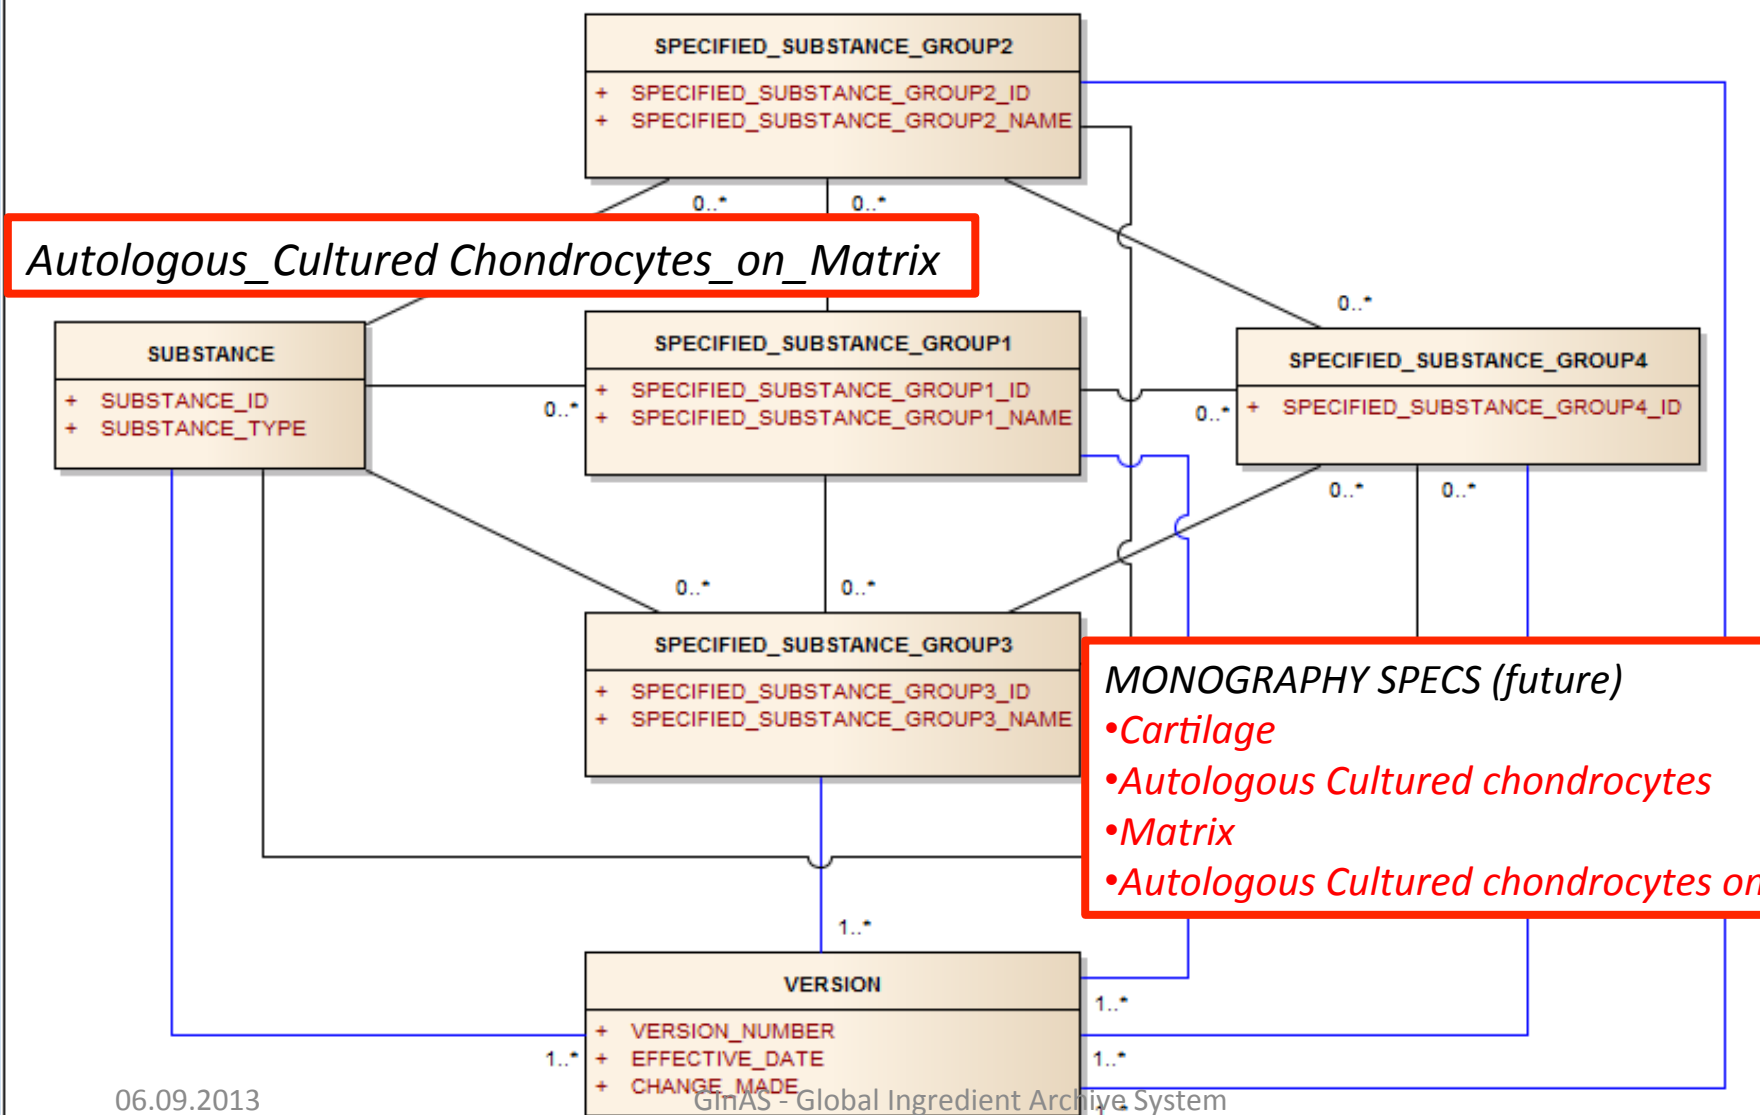 SPECIFIED_SUBSTANCE_GROUP2
+ SPECIFIED_SUBSTANCE_GROUP2_ID
+ SPECIFIED_SUBSTANCE_GROUP2_NAME
0..*
0..*
Autologous_Cultured Chondrocytes_on_Matrix
0..*
SUBSTANCE
+ SUBSTANCE_ID
+ SUBSTANCE_TYPE
0..*
SPECIFIED_SUBSTANCE_GROUP1
+ SPECIFIED_SUBSTANCE_GROUP1_ID
+ SPECIFIED_SUBSTANCE_GROUP1_NAME
0..*
SPECIFIED_SUBSTANCE_GROUP4
+ SPECIFIED_SUBSTANCE_GROUP4_ID
0..*
0..*
0..*
0..*
SPECIFIED_SUBSTANCE_GROUP3
+ SPECIFIED_SUBSTANCE_GROUP3_ID
+ SPECIFIED_SUBSTANCE_GROUP3_NAME
MONOGRAPHY SPECS (future)
•Cartilage
•Autologous Cultured chondrocytes
•Matrix
•Autologous Cultured chondrocytes on
1..*
VERSION
+ VERSION_NUMBER
+ EFFECTIVE_DATE
+ CHANGE_MADE
1..*
1..*
1..*
1..*
06.09.2013
GInAS - Global Ingredient Archive System